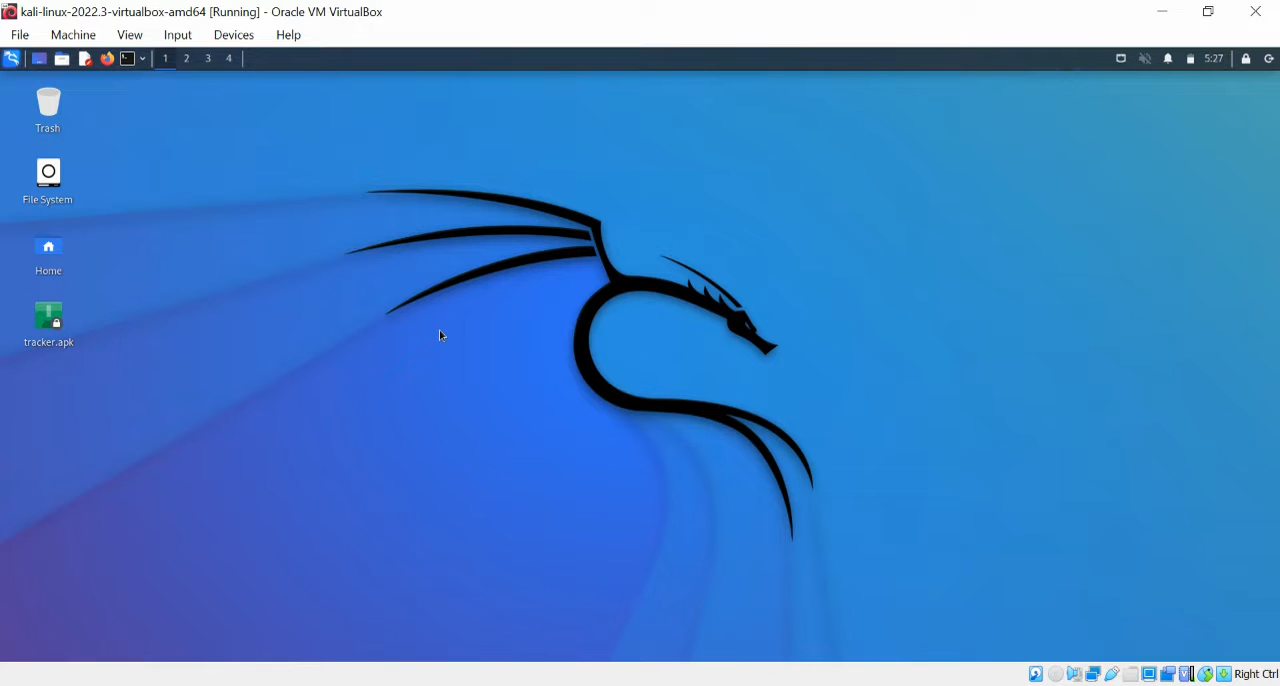 kali-linux-2022.3-virtualbox-amd64 [Running] - Oracle VM VirtualBox
File Machine View Input Devices Help
1 2 3 4 5:27
Trash
File System
Home
tracker.apk
Right Ctrl